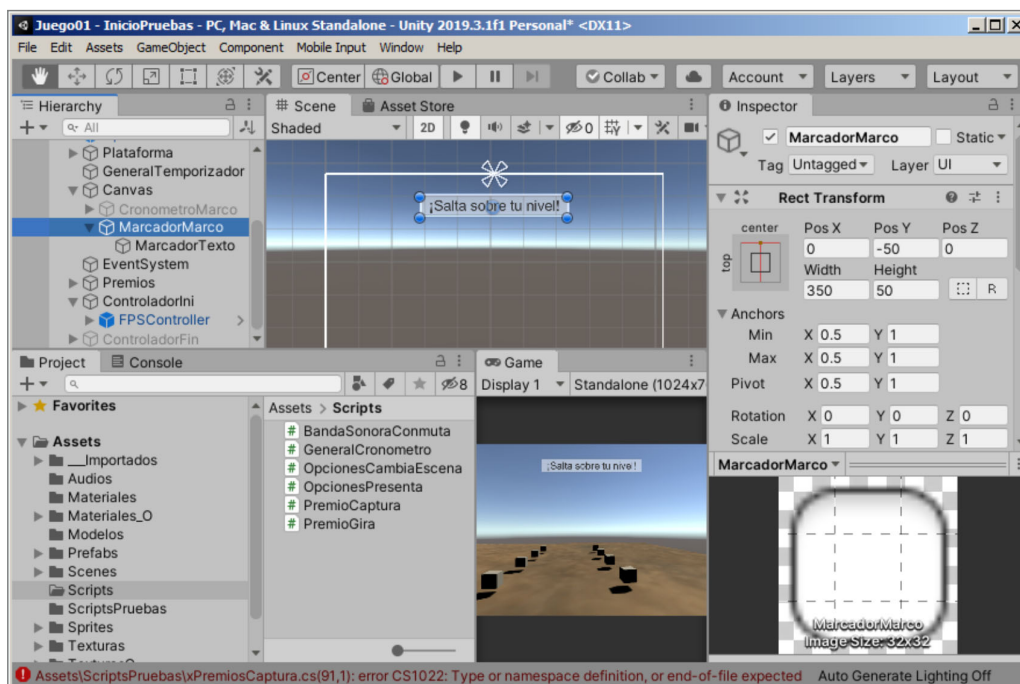 Juego01 - InicioPruebas - PC, Mac & Linux Standalone - Unity 2019.3.1f1 Personal* <DX11>
File Edit Assets GameObject Component Mobile Input Window Help
Center Global Collab Account Layers Layout
Hierarchy
All
Plataforma
GeneralTemporizador
Canvas
CronometroMarco
MarcadorMarco
MarcadorTexto
EventSystem
Premios
ControladorIni
FPSController
ControladorFin
Scene Asset Store
Shaded 2D 0
¡Salta sobre tu nivel!
Inspector
MarcadorMarco Static
Tag Untagged Layer UI
Rect Transform
center Pos X Pos Y Pos Z
top
0 -50 0
Width Height
350 50 R
Anchors
Min X 0.5 Y 1
Max X 0.5 Y 1
Pivot X 0.5 Y 1
Rotation X 0 Y 0 Z 0
Scale X 1 Y 1 Z 1
MarcadorMarco
MarcadorMarco
Image Size: 32x32
Project Console
8
Favorites
Assets
__Importados
Audios
Materiales
Materiales_O
Modelos
Prefabs
Scenes
Scripts
ScriptsPruebas
Sprites
Texturas
Assets > Scripts
BandaSonoraConmuta
GeneralCronometro
OpcionesCambiaEscena
OpcionesPresenta
PremioCaptura
PremioGira
Game
Display 1 Standalone (1024x7
¡Salta sobre tu nivel!
Assets\ScriptsPruebas\xPremiosCaptura.cs(91,1): error CS1022: Type or namespace definition, or end-of-file expected Auto Generate Lighting Off